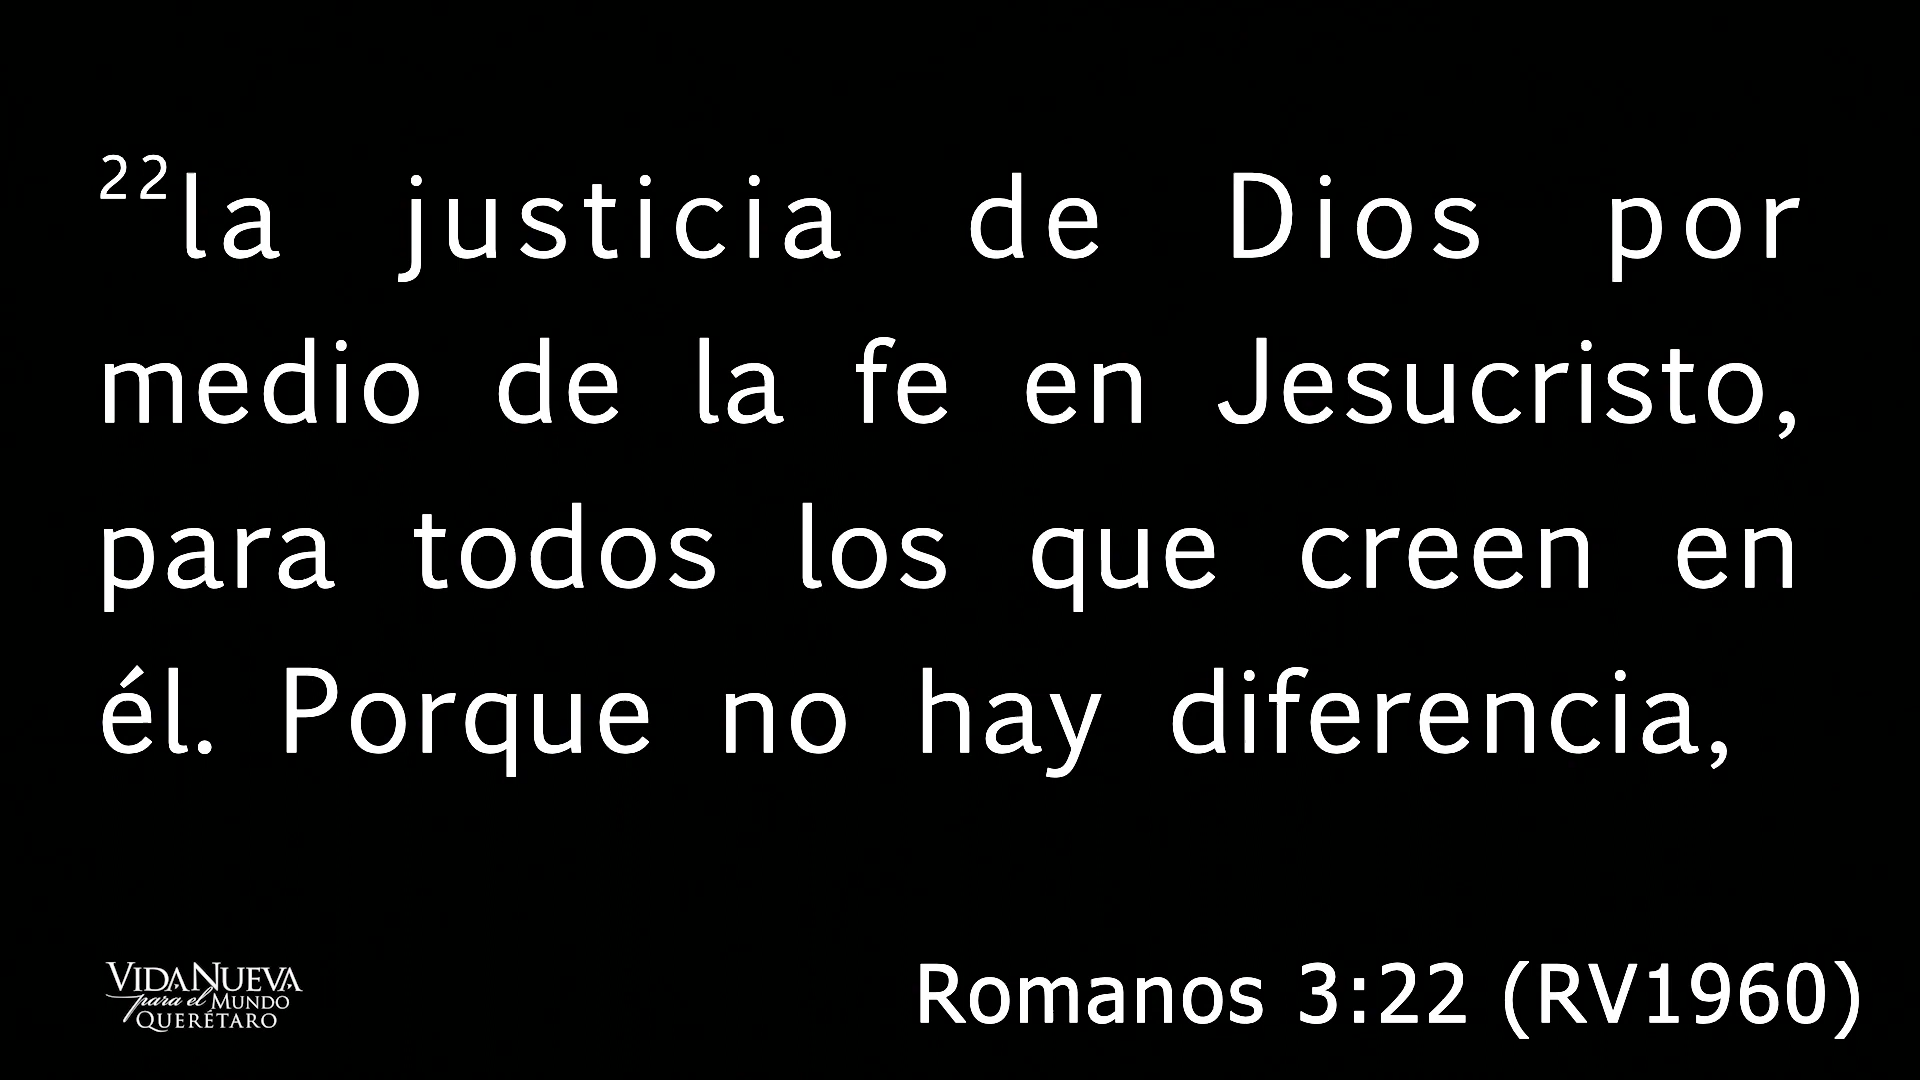 22la justicia de Dios por
medio de la fe en Jesucristo,
para todos los que creen en
él. Porque no hay diferencia,
VIDA NUEVA
para el MUNDO
QUERÉTARO
Romanos 3:22 (RV1960)